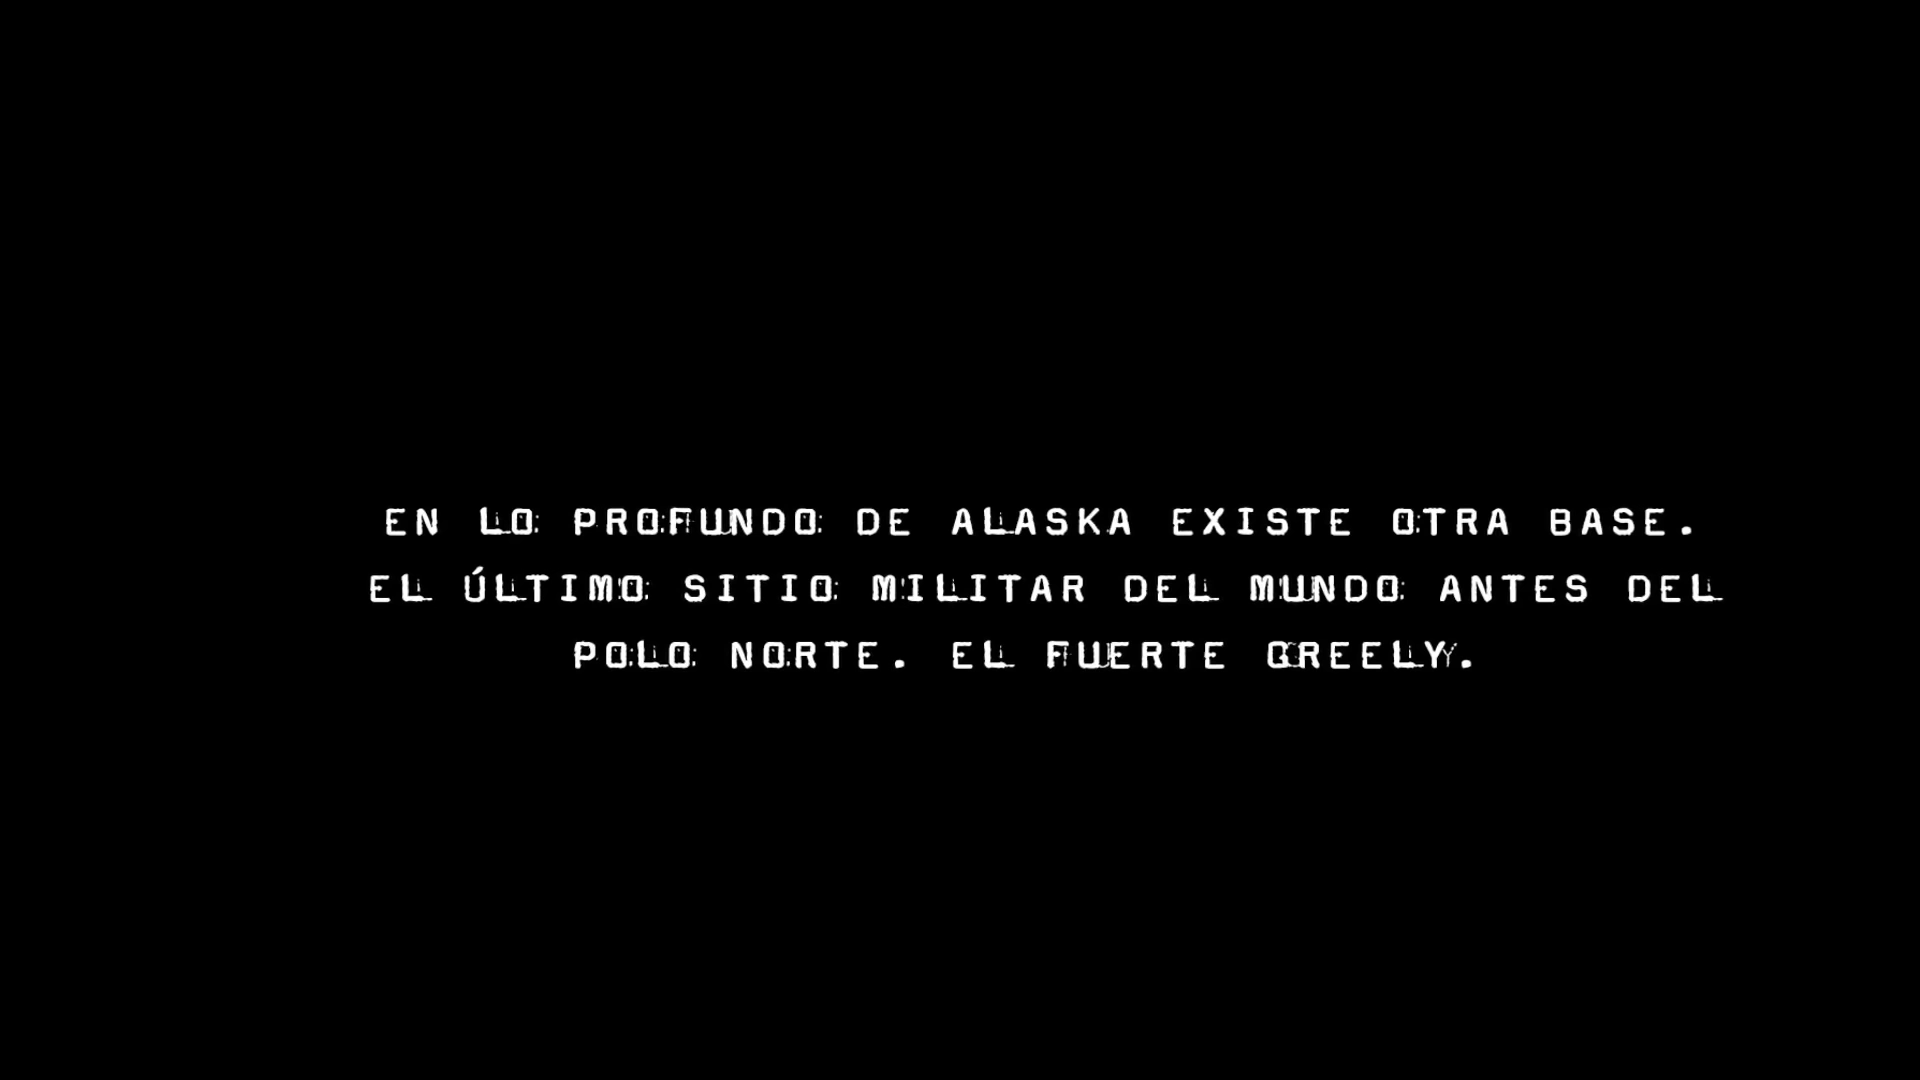 EN LO PROFUNDO DE ALASKA EXISTE OTRA BASE.
EL ÚLTIMO SITIO MILITAR DEL MUNDO ANTES DEL
POLO NORTE. EL FUERTE GREELY.